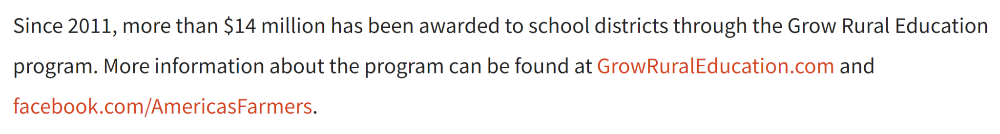 Since 2011, more than $14 million has been awarded to school districts through the Grow Rural Education
program. More information about the program can be found at GrowRuralEducation.com and
facebook.com/AmericasFarmers.